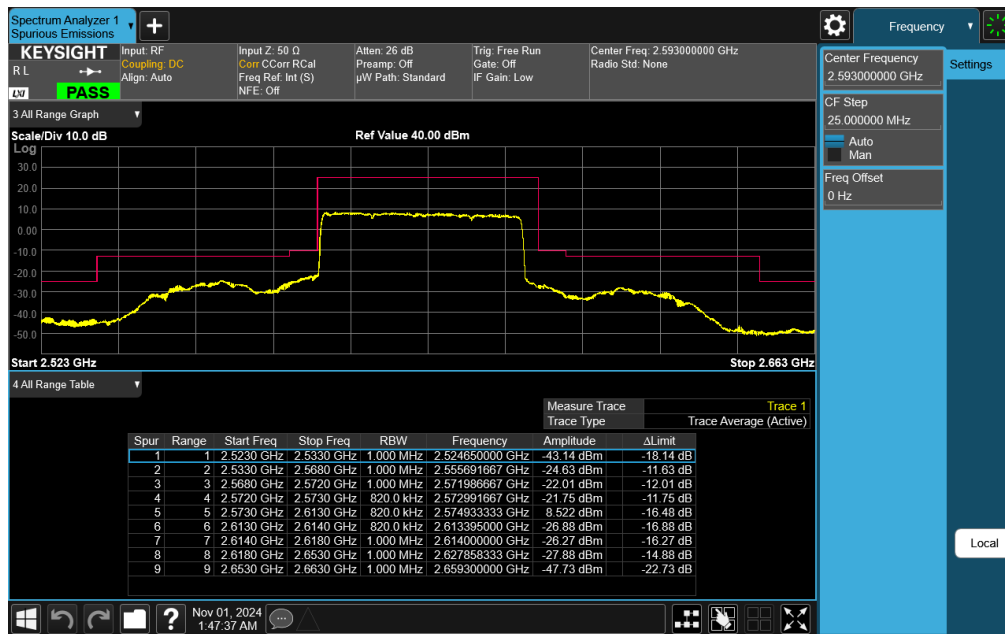 Spectrum Analyzer 1
Spurious Emissions
+
Frequency
KEYSIGHT
R L
LXI
PASS
Input: RF
Coupling: DC
Align: Auto
Input Z: 50 Ω
Corr CCorr RCal
Freq Ref: Int (S)
NFE: Off
Atten: 26 dB
Preamp: Off
µW Path: Standard
Trig: Free Run
Gate: Off
IF Gain: Low
Center Freq: 2.593000000 GHz
Radio Std: None
Center Frequency
2.593000000 GHz
Settings
CF Step
25.000000 MHz
Auto
Man
Freq Offset
0 Hz
3 All Range Graph
Scale/Div 10.0 dB
Ref Value 40.00 dBm
Log
30.0
20.0
10.0
0.00
-10.0
-20.0
-30.0
-40.0
-50.0
Start 2.523 GHz
Stop 2.663 GHz
4 All Range Table
Measure Trace Trace 1
Trace Type Trace Average (Active)
Spur Range Start Freq Stop Freq RBW Frequency Amplitude ΔLimit
1 1 2.5230 GHz 2.5330 GHz 1.000 MHz 2.524650000 GHz -43.14 dBm -18.14 dB
2 2 2.5330 GHz 2.5680 GHz 1.000 MHz 2.555691667 GHz -24.63 dBm -11.63 dB
3 3 2.5680 GHz 2.5720 GHz 1.000 MHz 2.571986667 GHz -22.01 dBm -12.01 dB
4 4 2.5720 GHz 2.5730 GHz 820.0 kHz 2.572991667 GHz -21.75 dBm -11.75 dB
5 5 2.5730 GHz 2.6130 GHz 820.0 kHz 2.574933333 GHz 8.522 dBm -16.48 dB
6 6 2.6130 GHz 2.6140 GHz 820.0 kHz 2.613395000 GHz -26.88 dBm -16.88 dB
7 7 2.6140 GHz 2.6180 GHz 1.000 MHz 2.614000000 GHz -26.27 dBm -16.27 dB
8 8 2.6180 GHz 2.6530 GHz 1.000 MHz 2.627858333 GHz -27.88 dBm -14.88 dB
9 9 2.6530 GHz 2.6630 GHz 1.000 MHz 2.659300000 GHz -47.73 dBm -22.73 dB
Local
?
Nov 01, 2024
1:47:37 AM